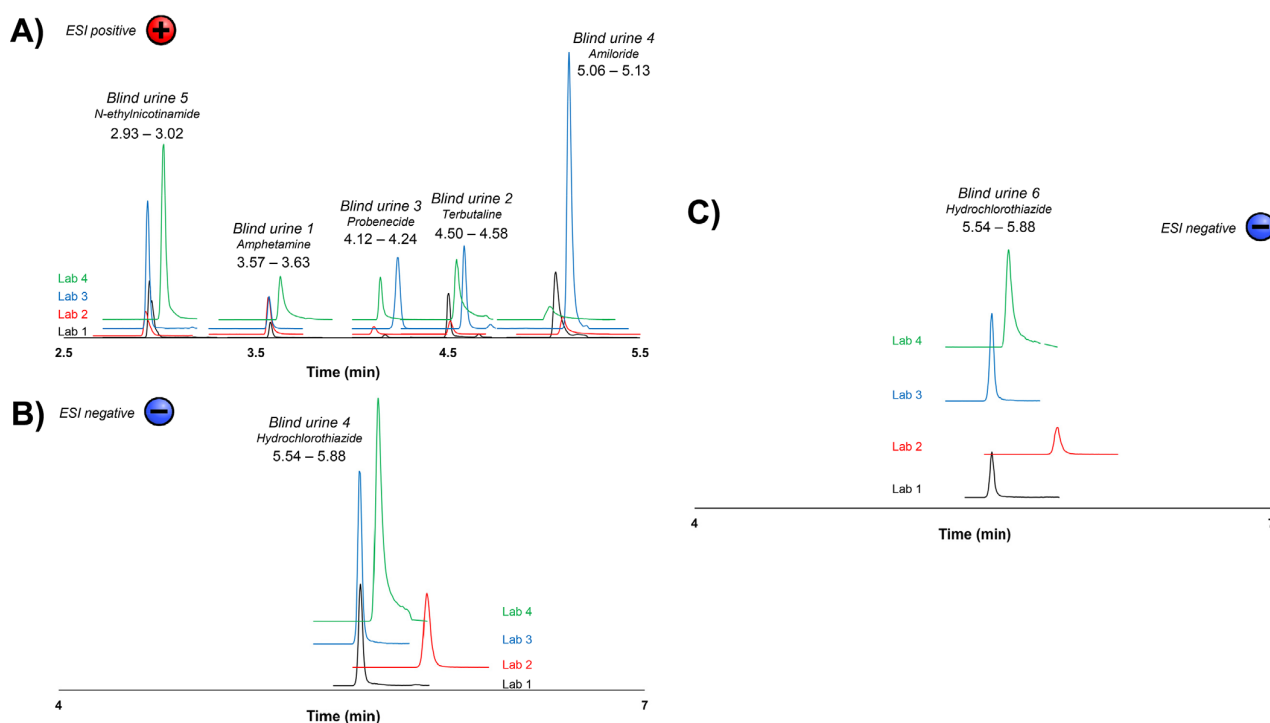 A)
ESI positive +
Blind urine 5
N-ethylnicotinamide
2.93 – 3.02
Blind urine 1
Amphetamine
3.57 – 3.63
Blind urine 3
Probenecide
4.12 – 4.24
Blind urine 2
Terbutaline
4.50 – 4.58
Blind urine 4
Amiloride
5.06 – 5.13
Lab 4
Lab 3
Lab 2
Lab 1
2.5 3.5 4.5 5.5
Time (min)
B)
ESI negative −
Blind urine 4
Hydrochlorothiazide
5.54 – 5.88
Lab 4
Lab 3
Lab 2
Lab 1
4 7
Time (min)
C)
ESI negative −
Blind urine 6
Hydrochlorothiazide
5.54 – 5.88
Lab 4
Lab 3
Lab 2
Lab 1
4 7
Time (min)